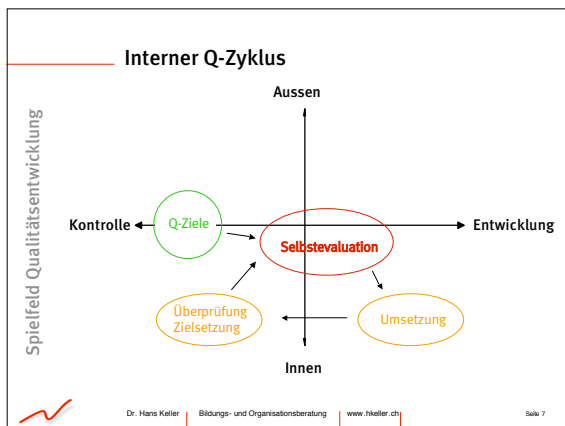 Interner Q-Zyklus
Spielfeld Qualitätsentwicklung
Aussen
Kontrolle
Q-Ziele
Entwicklung
Selbstevaluation
Überprüfung
Zielsetzung
Umsetzung
Innen
Dr. Hans Keller | Bildungs- und Organisationsberatung | www.hkeller.ch | Seite 7